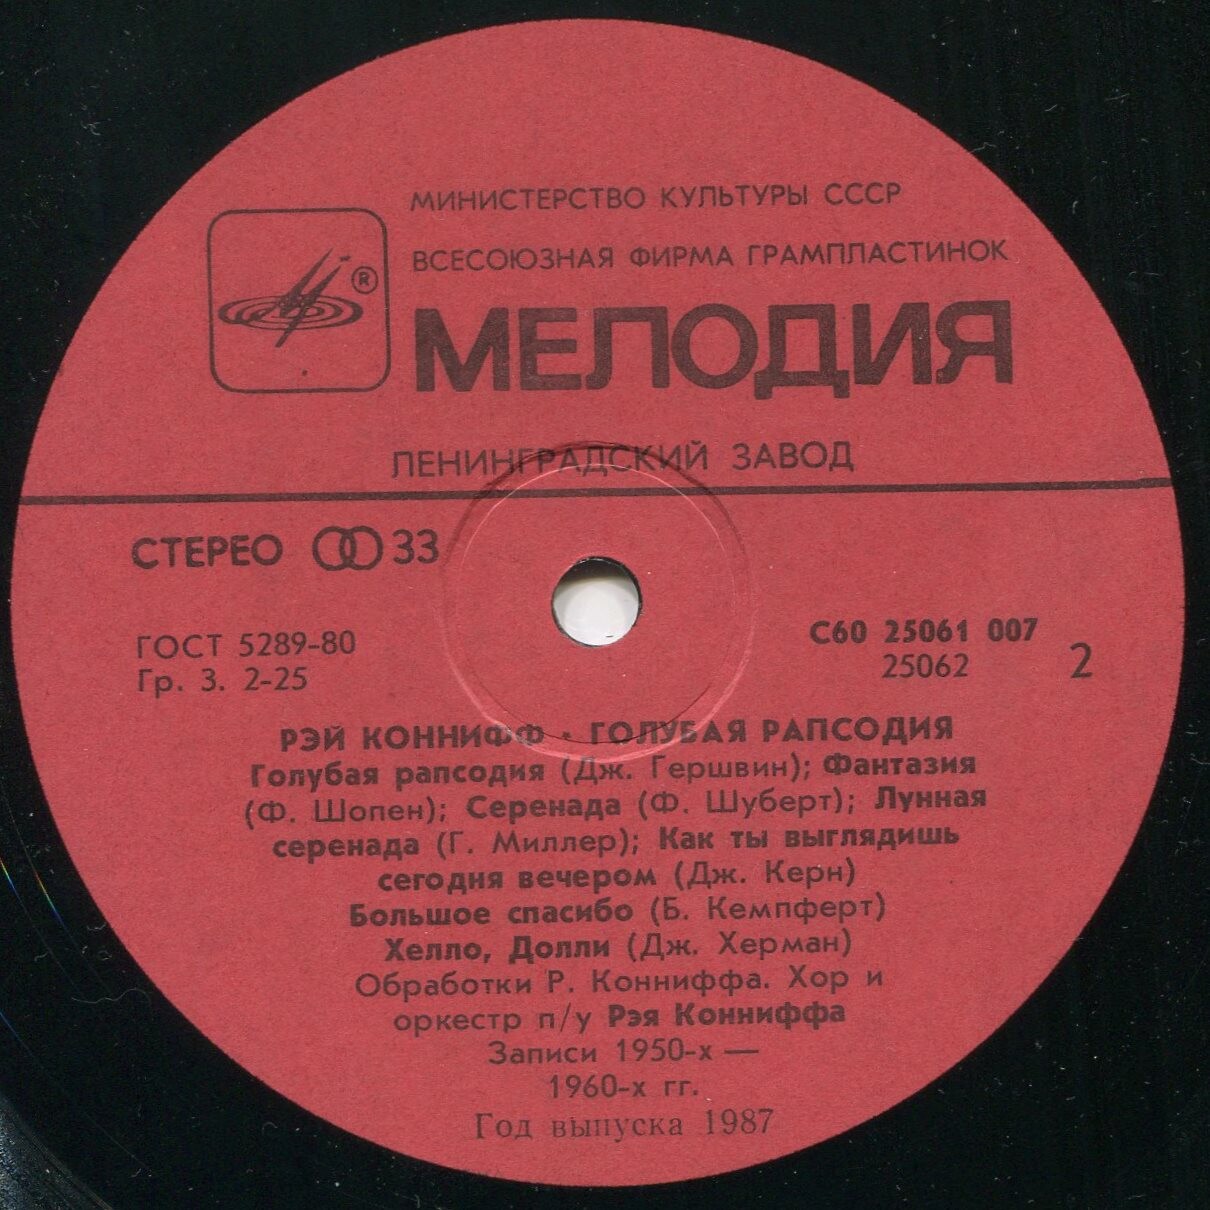 МИНИСТЕРСТВО КУЛЬТУРЫ СССР
ВСЕСОЮЗНАЯ ФИРМА ГРАМПЛАСТИНОК
®
МЕЛОДИЯ
ЛЕНИНГРАДСКИЙ ЗАВОД
СТЕРЕО 33
ГОСТ 5289-80
Гр. 3. 2-25
С60 25061 007
25062
2
РЭЙ КОННИФФ · ГОЛУБАЯ РАПСОДИЯ
Голубая рапсодия (Дж. Гершвин); Фантазия
(Ф. Шопен); Серенада (Ф. Шуберт); Лунная
серенада (Г. Миллер); Как ты выглядишь
сегодня вечером (Дж. Керн)
Большое спасибо (Б. Кемпферт)
Хелло, Долли (Дж. Херман)
Обработки Р. Конниффа. Хор и
оркестр п/у Рэя Конниффа
Записи 1950-х —
1960-х гг.
Год выпуска 1987